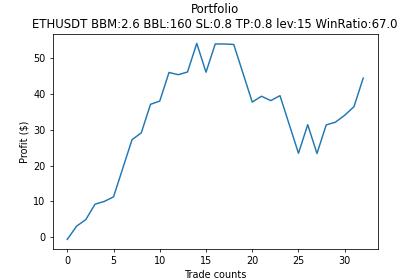 Portfolio
ETHUSDT BBM:2.6 BBL:160 SL:0.8 TP:0.8 lev:15 WinRatio:67.0
50
40
30
20
10
0
Profit ($)
0 5 10 15 20 25 30
Trade counts